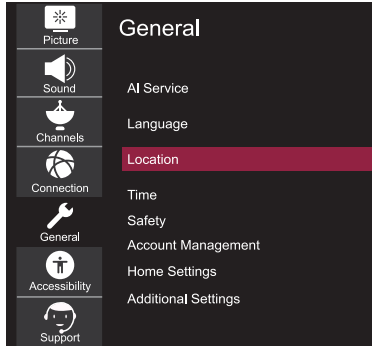 Picture
Sound
Channels
Connection
General
Accessibility
Support
General
AI Service
Language
Location
Time
Safety
Account Management
Home Settings
Additional Settings